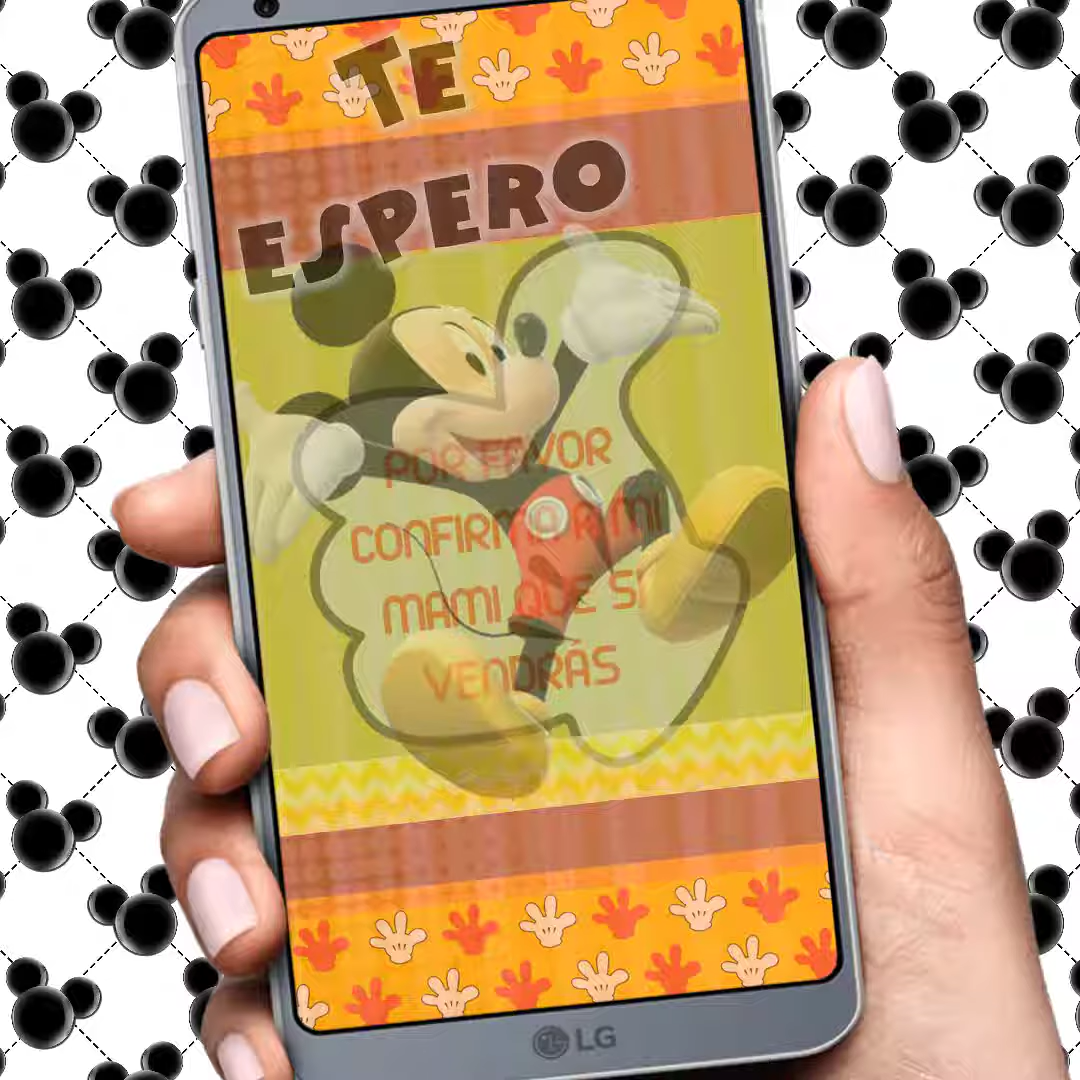 TE
ESPERO
POR FAVOR
CONFIRMA A MI
MAMI QUE SI
VENDRÁS
LG